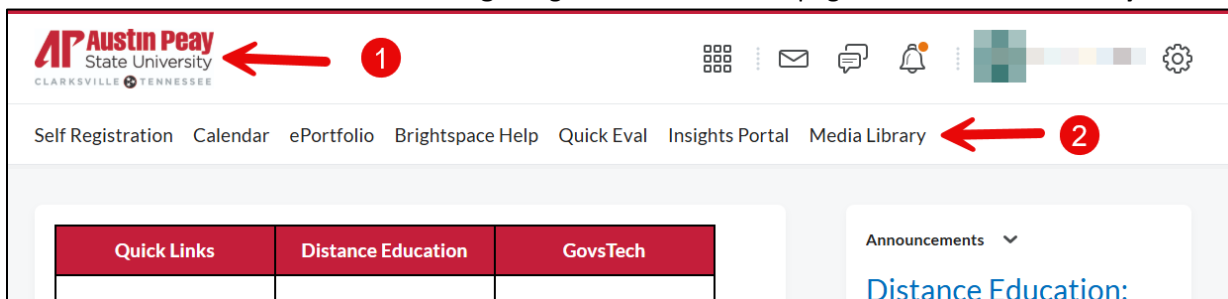 AP Austin Peay
State University
CLARKSVILLE TENNESSEE
1
Self Registration Calendar ePortfolio Brightspace Help Quick Eval Insights Portal Media Library
2
Quick Links Distance Education GovsTech
Announcements
Distance Education: